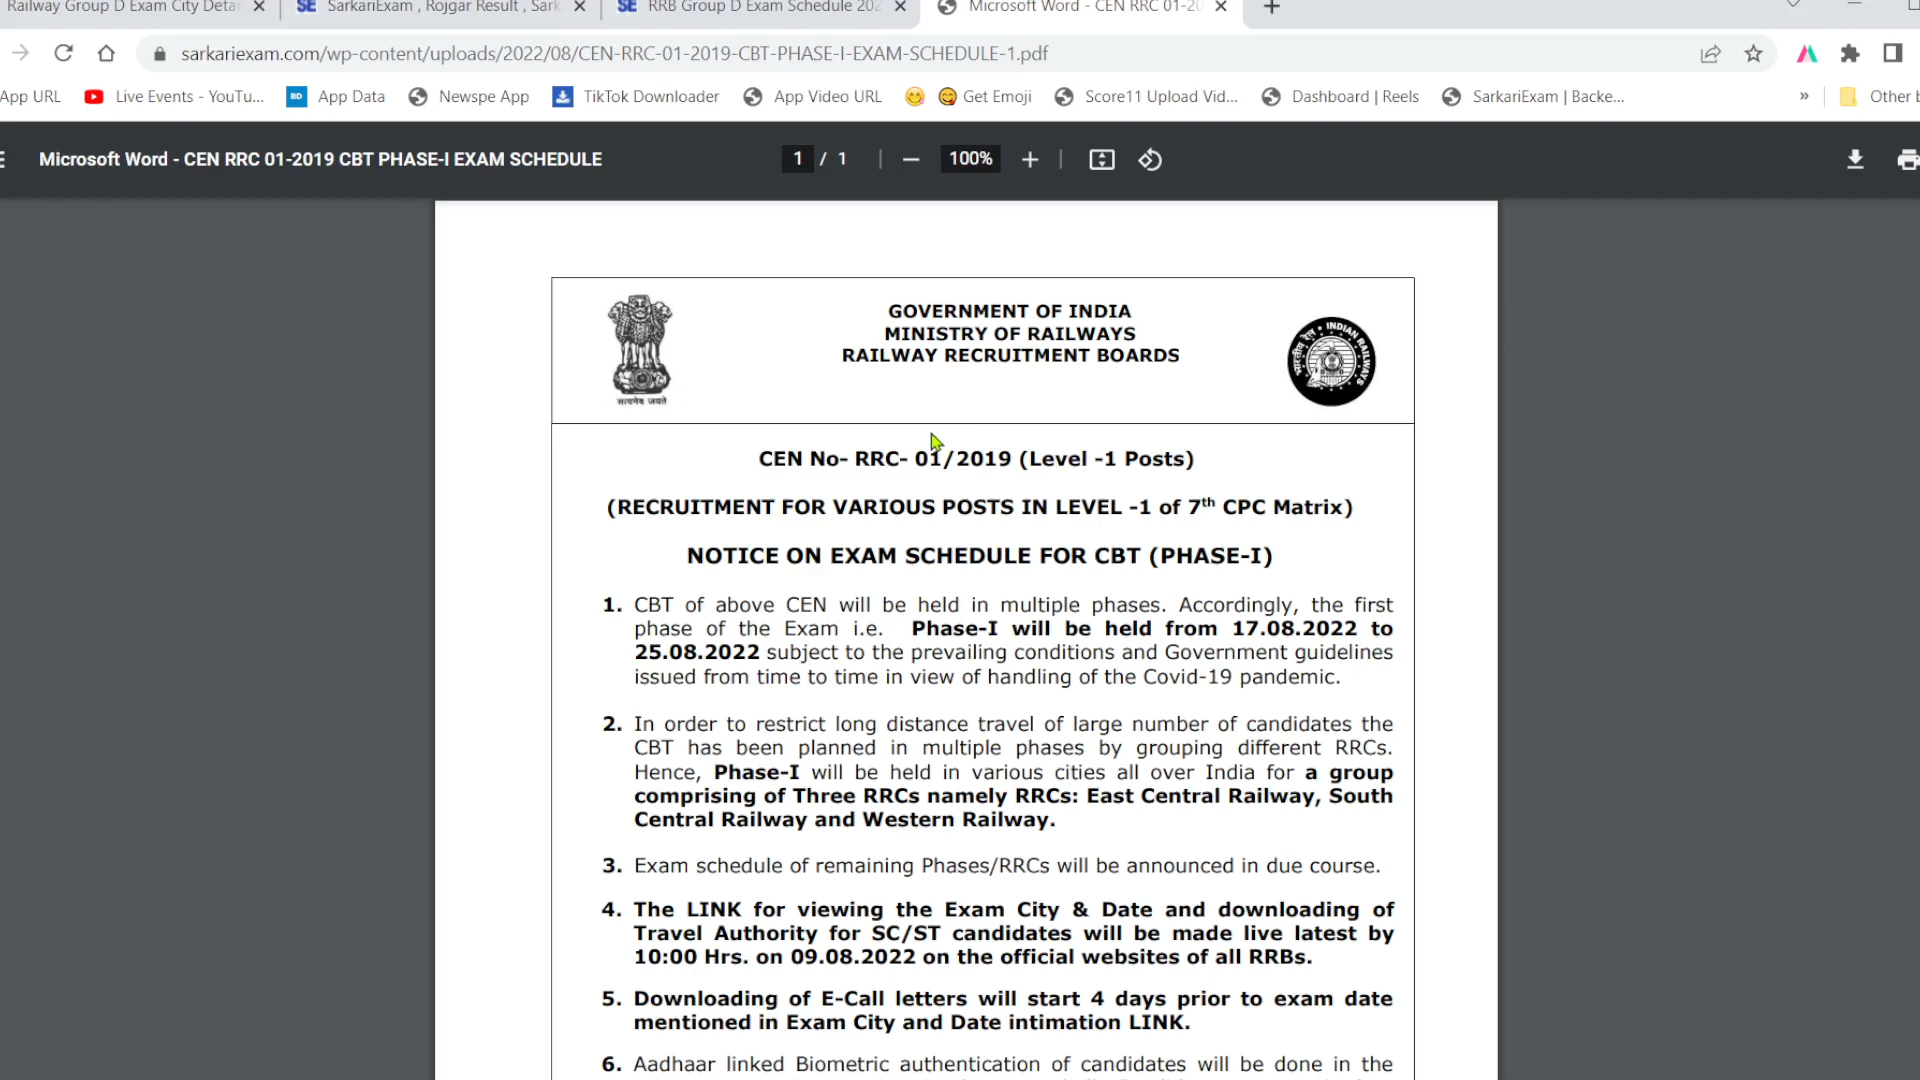 Railway Group D Exam City Detai
SarkariExam , Rojgar Result , Sark
RRB Group D Exam Schedule 202
Microsoft Word - CEN RRC 01-20
sarkariexam.com/wp-content/uploads/2022/08/CEN-RRC-01-2019-CBT-PHASE-I-EXAM-SCHEDULE-1.pdf
App URL
Live Events - YouTu...
BD App Data
Newspe App
TikTok Downloader
App Video URL
Get Emoji
Score11 Upload Vid...
Dashboard | Reels
SarkariExam | Backe...
»
Other b
Microsoft Word - CEN RRC 01-2019 CBT PHASE-I EXAM SCHEDULE
1 / 1
100%
GOVERNMENT OF INDIA
MINISTRY OF RAILWAYS
RAILWAY RECRUITMENT BOARDS
सत्यमेव जयते
भारतीय रेल • INDIAN RAILWAYS
CEN No- RRC- 01/2019 (Level -1 Posts)
(RECRUITMENT FOR VARIOUS POSTS IN LEVEL -1 of 7th CPC Matrix)
NOTICE ON EXAM SCHEDULE FOR CBT (PHASE-I)
1. CBT of above CEN will be held in multiple phases. Accordingly, the first
phase of the Exam i.e. Phase-I will be held from 17.08.2022 to
25.08.2022 subject to the prevailing conditions and Government guidelines
issued from time to time in view of handling of the Covid-19 pandemic.
2. In order to restrict long distance travel of large number of candidates the
CBT has been planned in multiple phases by grouping different RRCs.
Hence, Phase-I will be held in various cities all over India for a group
comprising of Three RRCs namely RRCs: East Central Railway, South
Central Railway and Western Railway.
3. Exam schedule of remaining Phases/RRCs will be announced in due course.
4. The LINK for viewing the Exam City & Date and downloading of
Travel Authority for SC/ST candidates will be made live latest by
10:00 Hrs. on 09.08.2022 on the official websites of all RRBs.
5. Downloading of E-Call letters will start 4 days prior to exam date
mentioned in Exam City and Date intimation LINK.
6. Aadhaar linked Biometric authentication of candidates will be done in the